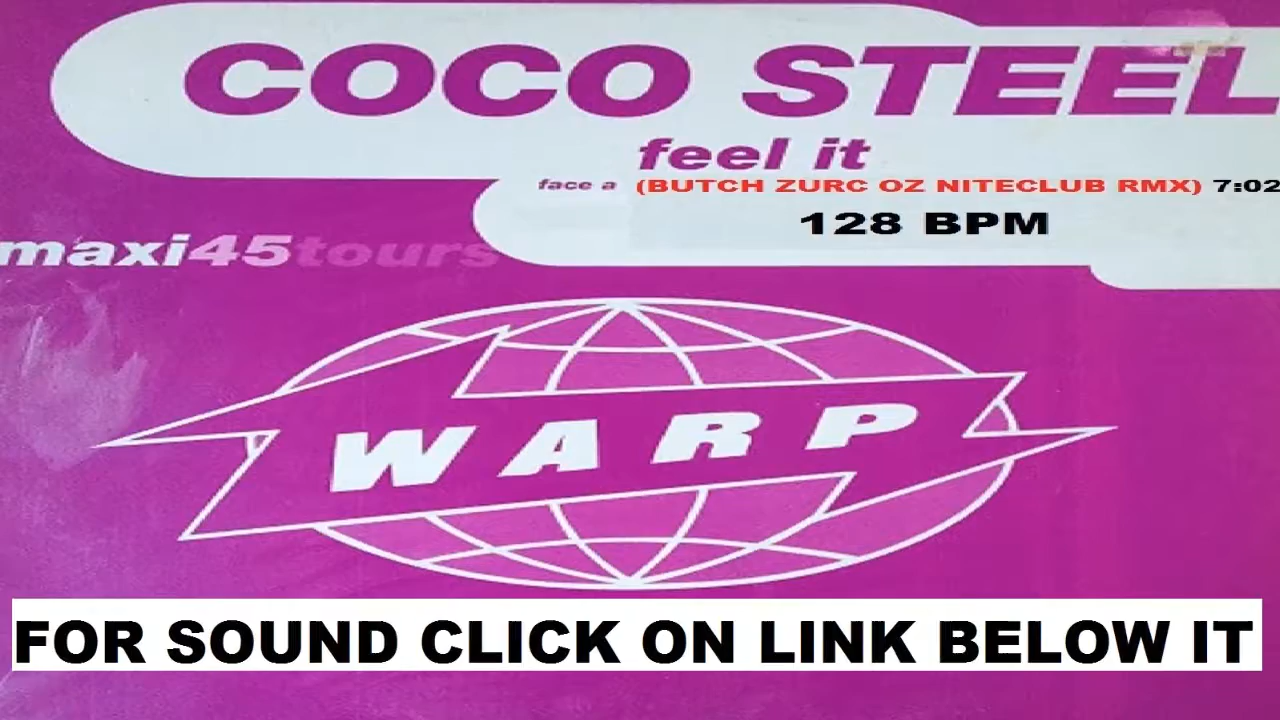 COCO STEEL
feel it
face a (BUTCH ZURC OZ NITECLUB RMX) 7:02
128 BPM
maxi45tours
WARP
FOR SOUND CLICK ON LINK BELOW IT